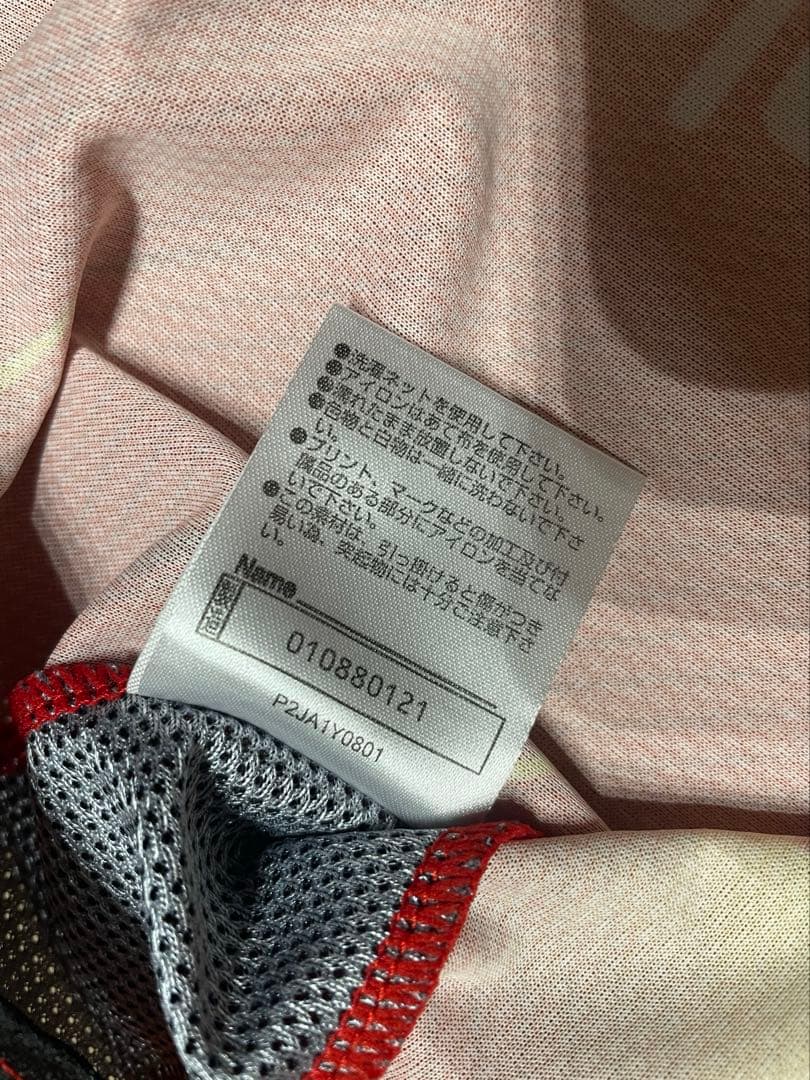 ●洗濯ネットを使用して下さい。
●アイロンはあて布を使用して下さい。
●濡れたまま放置しないで下さい。
●色物と白物は一緒に洗わないで下さ
い。
●プリント、マークなどの加工及び付
属品のある部分にアイロンを当てな
いで下さい。
●この素材は、引っ掛けると傷がつき
易い為、突起物には十分ご注意下さ
い。
Name
010880121
P2JA1Y0801